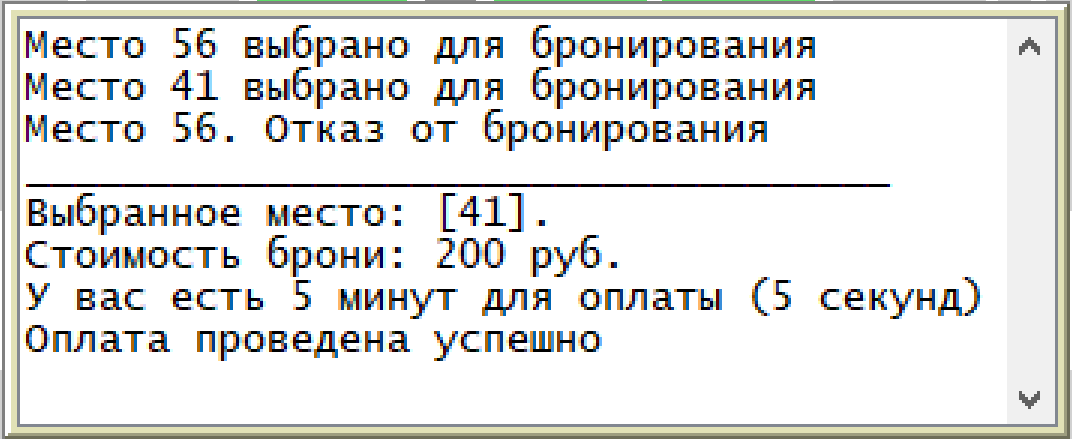 Место 56 выбрано для бронирования
Место 41 выбрано для бронирования
Место 56. Отказ от бронирования
____________________________________
Выбранное место: [41].
Стоимость брони: 200 руб.
У вас есть 5 минут для оплаты (5 секунд)
Оплата проведена успешно